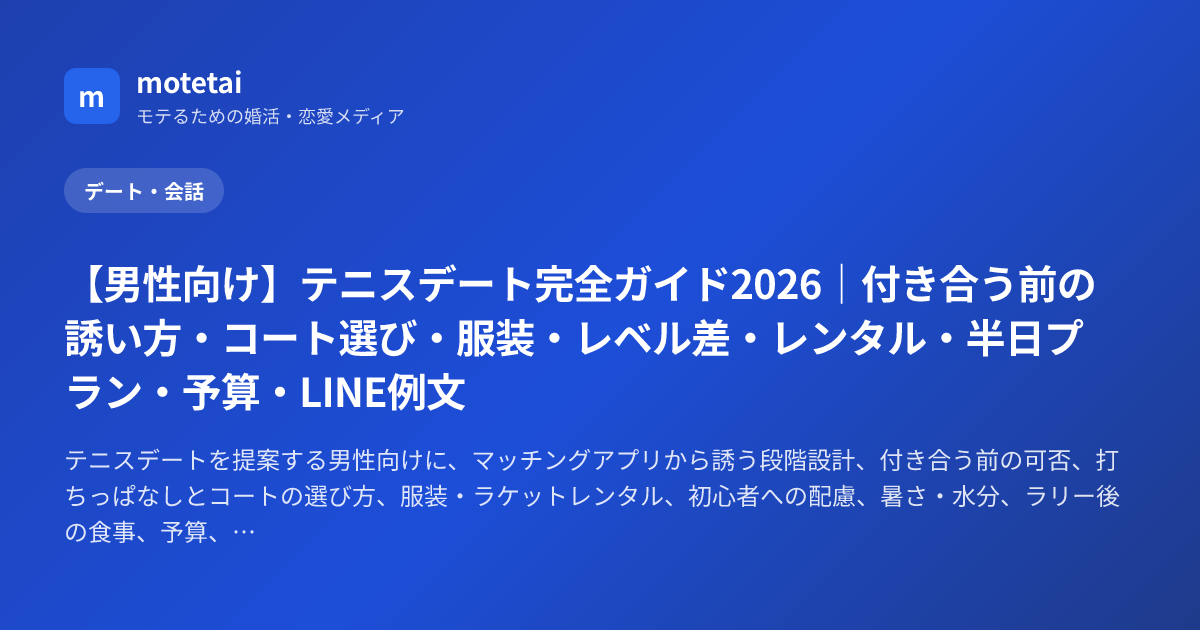 m
motetai
モテるための婚活・恋愛メディア
デート・会話
【男性向け】テニスデート完全ガイド2026｜付き合う前の
誘い方・コート選び・服装・レベル差・レンタル・半日プ
ラン・予算・LINE例文
テニスデートを提案する男性向けに、マッチングアプリから誘う段階設計、付き合う前の可否、打
ちっぱなしとコートの選び方、服装・ラケットレンタル、初心者への配慮、暑さ・水分、ラリー後
の食事、予算、…